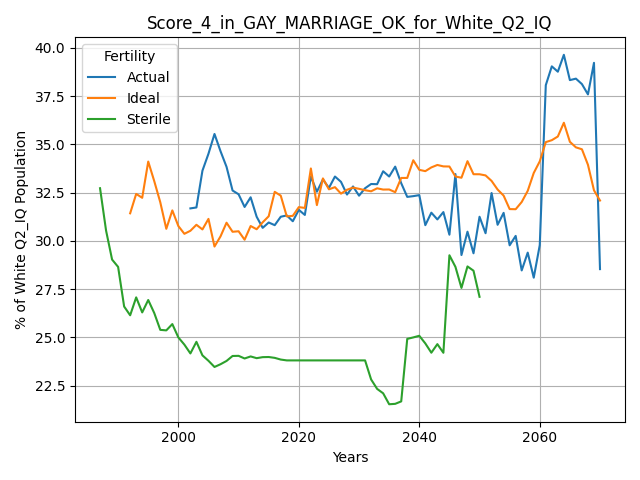 Score_4_in_GAY_MARRIAGE_OK_for_White_Q2_IQ
Fertility
Actual
Ideal
Sterile
% of White Q2_IQ Population
40.0
37.5
35.0
32.5
30.0
27.5
25.0
22.5
2000
2020
2040
2060
Years